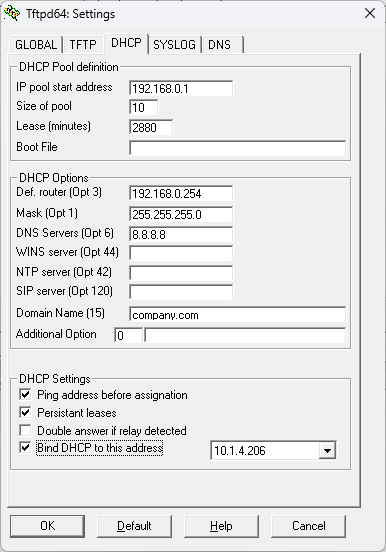 Tftpd64: Settings
GLOBAL TFTP DHCP SYSLOG DNS
DHCP Pool definition
IP pool start address 192.168.0.1
Size of pool 10
Lease (minutes) 2880
Boot File
DHCP Options
Def. router (Opt 3) 192.168.0.254
Mask (Opt 1) 255.255.255.0
DNS Servers (Opt 6) 8.8.8.8
WINS server (Opt 44)
NTP server (Opt 42)
SIP server (Opt 120)
Domain Name (15) company.com
Additional Option 0
DHCP Settings
Ping address before assignation
Persistant leases
Double answer if relay detected
Bind DHCP to this address 10.1.4.206
OK Default Help Cancel